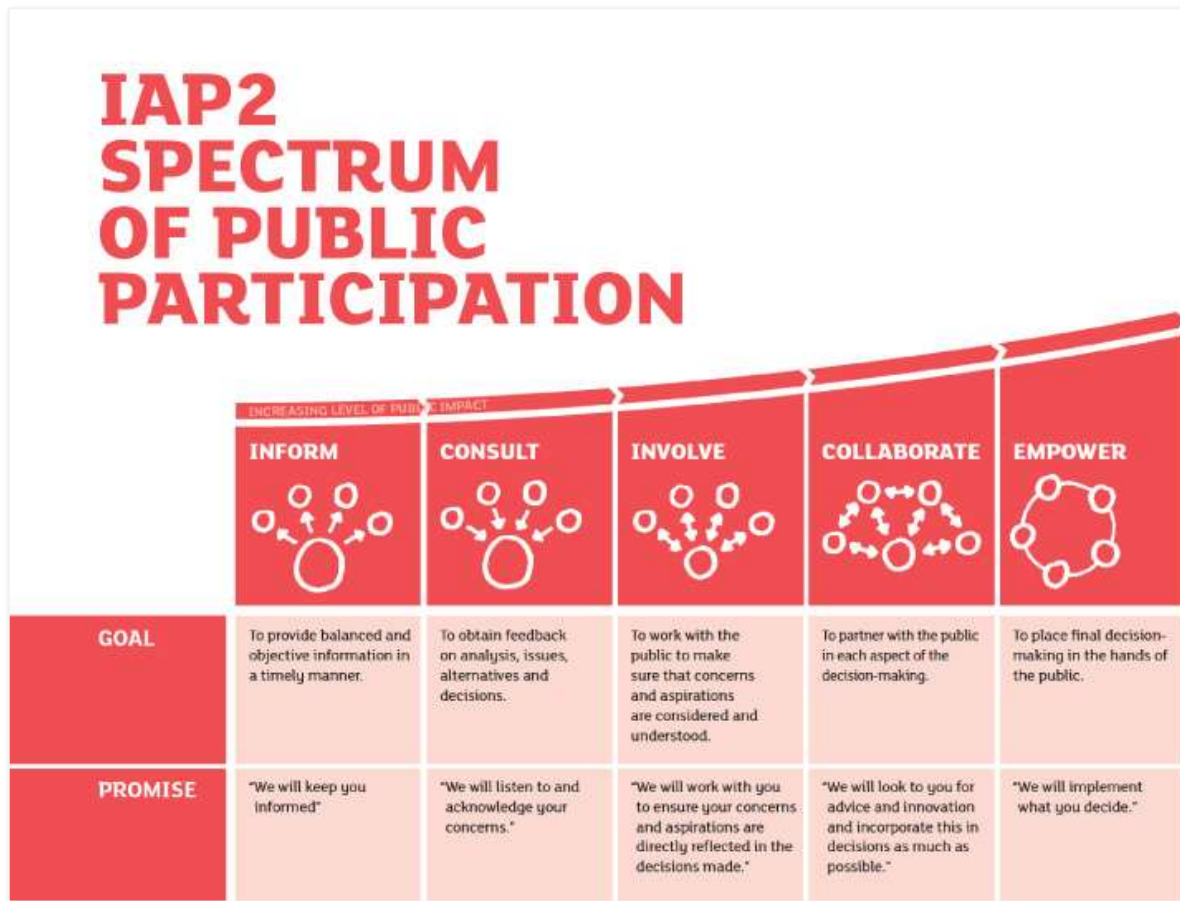 IAP2
SPECTRUM
OF PUBLIC
PARTICIPATION
INCREASING LEVEL OF PUBLIC IMPACT
INFORM
CONSULT
INVOLVE
COLLABORATE
EMPOWER
GOAL
To provide balanced and
objective information in
a timely manner.
To obtain feedback
on analysis, issues,
alternatives and
decisions.
To work with the
public to make
sure that concerns
and aspirations
are considered and
understood.
To partner with the public
in each aspect of the
decision-making.
To place final decision-
making in the hands of
the public.
PROMISE
"We will keep you
informed"
"We will listen to and
acknowledge your
concerns."
"We will work with you
to ensure your concerns
and aspirations are
directly reflected in the
decisions made."
"We will look to you for
advice and innovation
and incorporate this in
decisions as much as
possible."
"We will implement
what you decide."